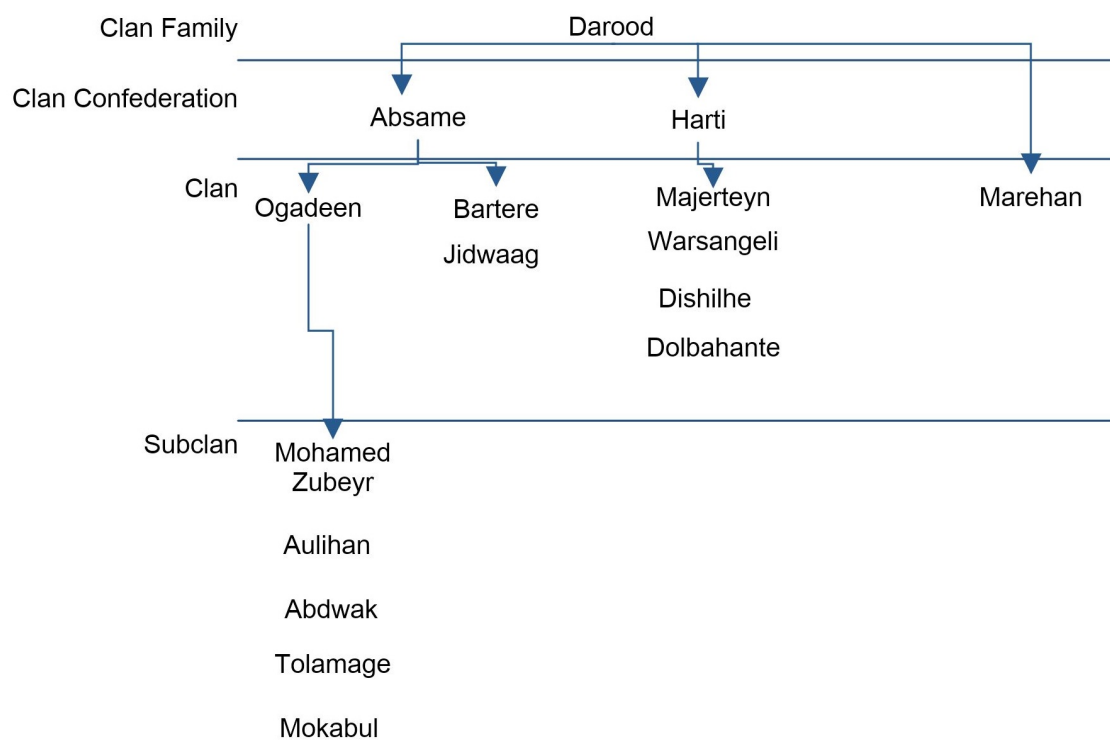 Clan Family
Darood
Clan Confederation
Absame
Harti
Clan
Ogadeen
Bartere
Majerteyn
Marehan
Jidwaag
Warsangeli
Dishilhe
Dolbahante
Subclan
Mohamed
Zubeyr
Aulihan
Abdwak
Tolamage
Mokabul